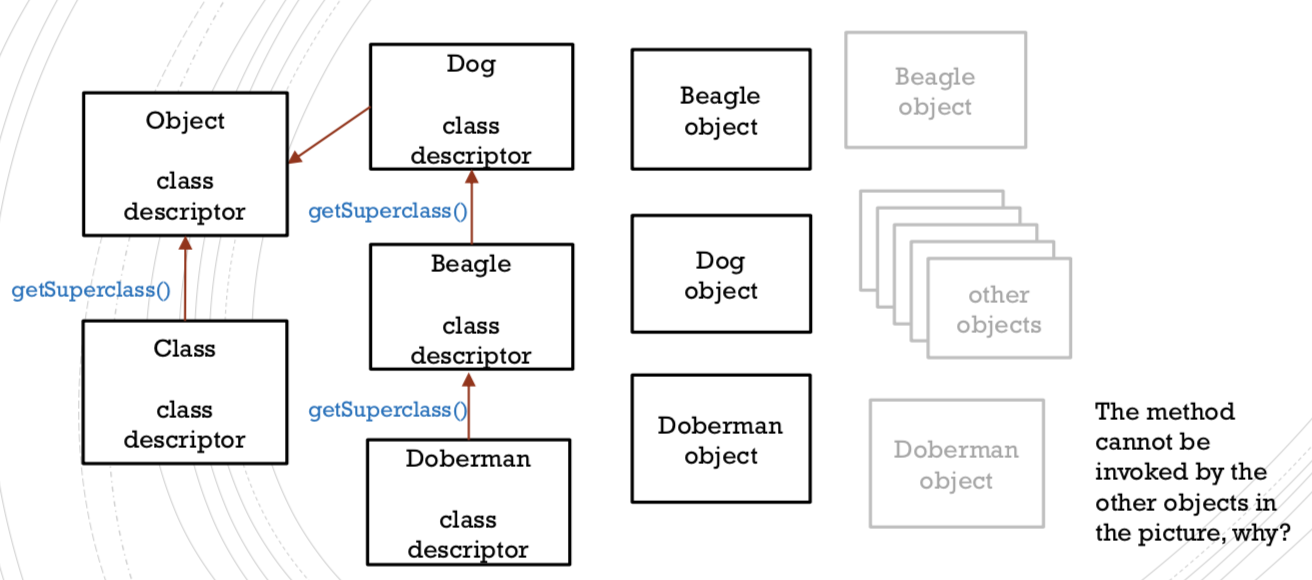 Object
class
descriptor
getSuperclass()
Class
class
descriptor
Dog
class
descriptor
getSuperclass()
Beagle
class
descriptor
getSuperclass()
Doberman
class
descriptor
Beagle
object
Dog
object
Doberman
object
Beagle
object
other
objects
Doberman
object
The method
cannot be
invoked by the
other objects in
the picture, why?